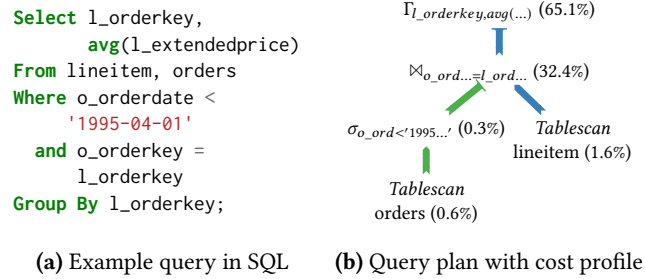 Select l_orderkey,
avg(l_extendedprice)
From lineitem, orders
Where o_orderdate <
'1995-04-01'
and o_orderkey =
l_orderkey
Group By l_orderkey;
(a) Example query in SQL
Γl_orderkey,avg(...) (65.1%)
⋈o_ord...=l_ord... (32.4%)
σo_ord<'1995...' (0.3%)
Tablescan
lineitem (1.6%)
Tablescan
orders (0.6%)
(b) Query plan with cost profile